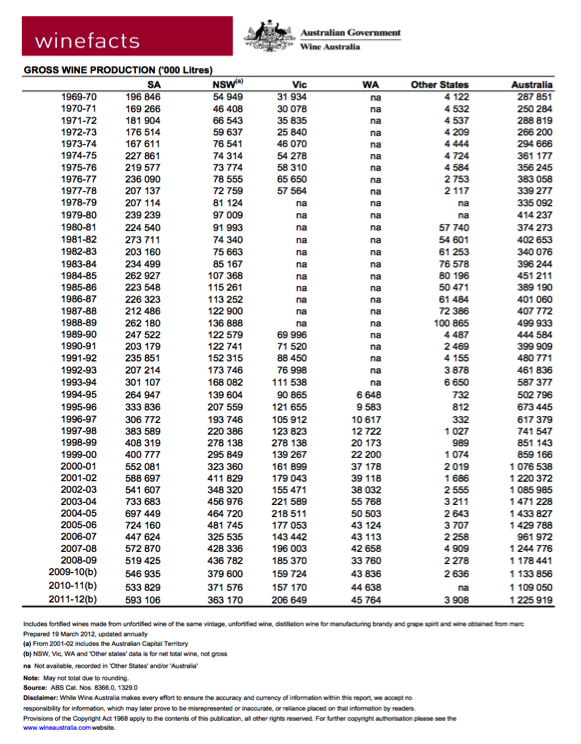 winefacts
Australian Government
Wine Australia
GROSS WINE PRODUCTION ('000 Litres)
SA NSW(a) Vic WA Other States Australia
1969-70 196 846 54 949 31 934 na 4 122 287 851
1970-71 169 266 46 408 30 078 na 4 532 250 284
1971-72 181 904 66 543 35 835 na 4 537 288 819
1972-73 176 514 59 637 25 840 na 4 209 266 200
1973-74 167 611 76 541 46 070 na 4 444 294 666
1974-75 227 861 74 314 54 278 na 4 724 361 177
1975-76 219 577 73 774 58 310 na 4 584 356 245
1976-77 236 090 78 555 65 650 na 2 753 383 058
1977-78 207 137 72 759 57 564 na 2 117 339 277
1978-79 207 114 81 124 na na na 335 092
1979-80 239 239 97 009 na na na 414 237
1980-81 224 540 91 993 na na 57 740 374 273
1981-82 273 711 74 340 na na 54 601 402 653
1982-83 203 160 75 663 na na 61 253 340 076
1983-84 234 499 85 167 na na 76 578 396 244
1984-85 262 927 107 368 na na 80 196 451 211
1985-86 223 548 115 261 na na 50 471 389 190
1986-87 226 323 113 252 na na 61 484 401 060
1987-88 212 486 122 900 na na 72 386 407 772
1988-89 262 180 136 888 na na 100 865 499 933
1989-90 247 522 122 579 69 996 na 4 487 444 584
1990-91 203 179 122 741 71 520 na 2 469 399 909
1991-92 235 851 152 315 88 450 na 4 155 480 771
1992-93 207 214 173 746 76 998 na 3 878 461 836
1993-94 301 107 168 082 111 538 na 6 650 587 377
1994-95 264 947 139 604 90 865 6 648 732 502 796
1995-96 333 836 207 559 121 655 9 583 812 673 445
1996-97 306 772 193 746 105 912 10 617 332 617 379
1997-98 383 589 220 386 123 823 12 722 1 027 741 547
1998-99 408 319 278 138 278 138 20 173 989 851 143
1999-00 400 777 295 849 139 267 22 200 1 074 859 166
2000-01 552 081 323 360 161 899 37 178 2 019 1 076 538
2001-02 588 697 411 829 179 043 39 118 1 686 1 220 372
2002-03 541 607 348 320 155 471 38 032 2 555 1 085 985
2003-04 733 683 456 976 221 589 55 768 3 211 1 471 228
2004-05 697 449 464 720 218 511 50 503 2 643 1 433 827
2005-06 724 160 481 745 177 053 43 124 3 707 1 429 788
2006-07 447 624 325 535 143 442 43 113 2 258 961 972
2007-08 572 870 428 336 196 003 42 658 4 909 1 244 776
2008-09 519 425 436 782 185 370 33 760 2 278 1 178 441
2009-10(b) 546 935 379 600 159 724 43 836 2 636 1 133 856
2010-11(b) 533 829 371 576 157 170 44 638 na 1 109 050
2011-12(b) 593 106 363 170 206 649 45 764 3 908 1 225 919
Includes fortified wines made from unfortified wine of the same vintage, unfortified wine, distillation wine for manufacturing brandy and grape spirit and wine obtained from marc
Prepared 19 March 2012, updated annually
(a) From 2001-02 includes the Australian Capital Territory
(b) NSW, Vic, WA and 'Other states' data is for net total wine, not gross
na Not available, recorded in 'Other States' and/or 'Australia'
Note: May not total due to rounding.
Source: ABS Cat. Nos. 8366.0, 1329.0
Disclaimer: While Wine Australia makes every effort to ensure the accuracy and currency of information within this report, we accept no
responsibility for information, which may later prove to be misrepresented or inaccurate, or reliance placed on that information by readers.
Provisions of the Copyright Act 1968 apply to the contents of this publication, all other rights reserved. For further copyright authorisation please see the
www.wineaustralia.com website.